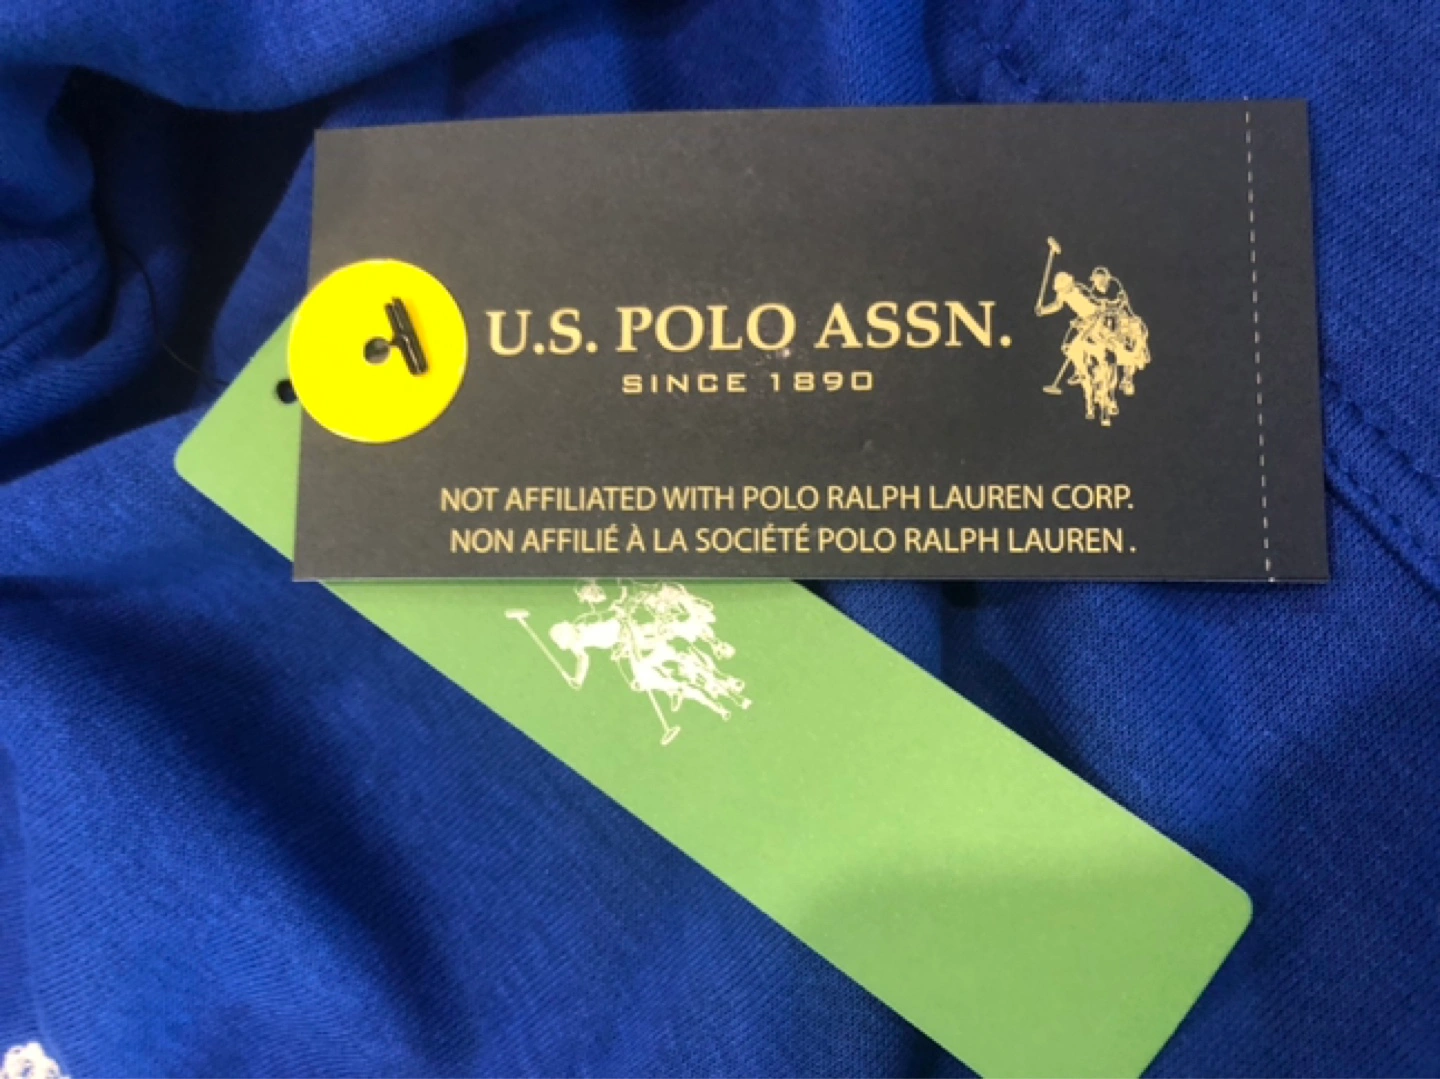 U.S. POLO ASSN.
SINCE 1890
NOT AFFILIATED WITH POLO RALPH LAUREN CORP.
NON AFFILIÉ À LA SOCIÉTÉ POLO RALPH LAUREN .